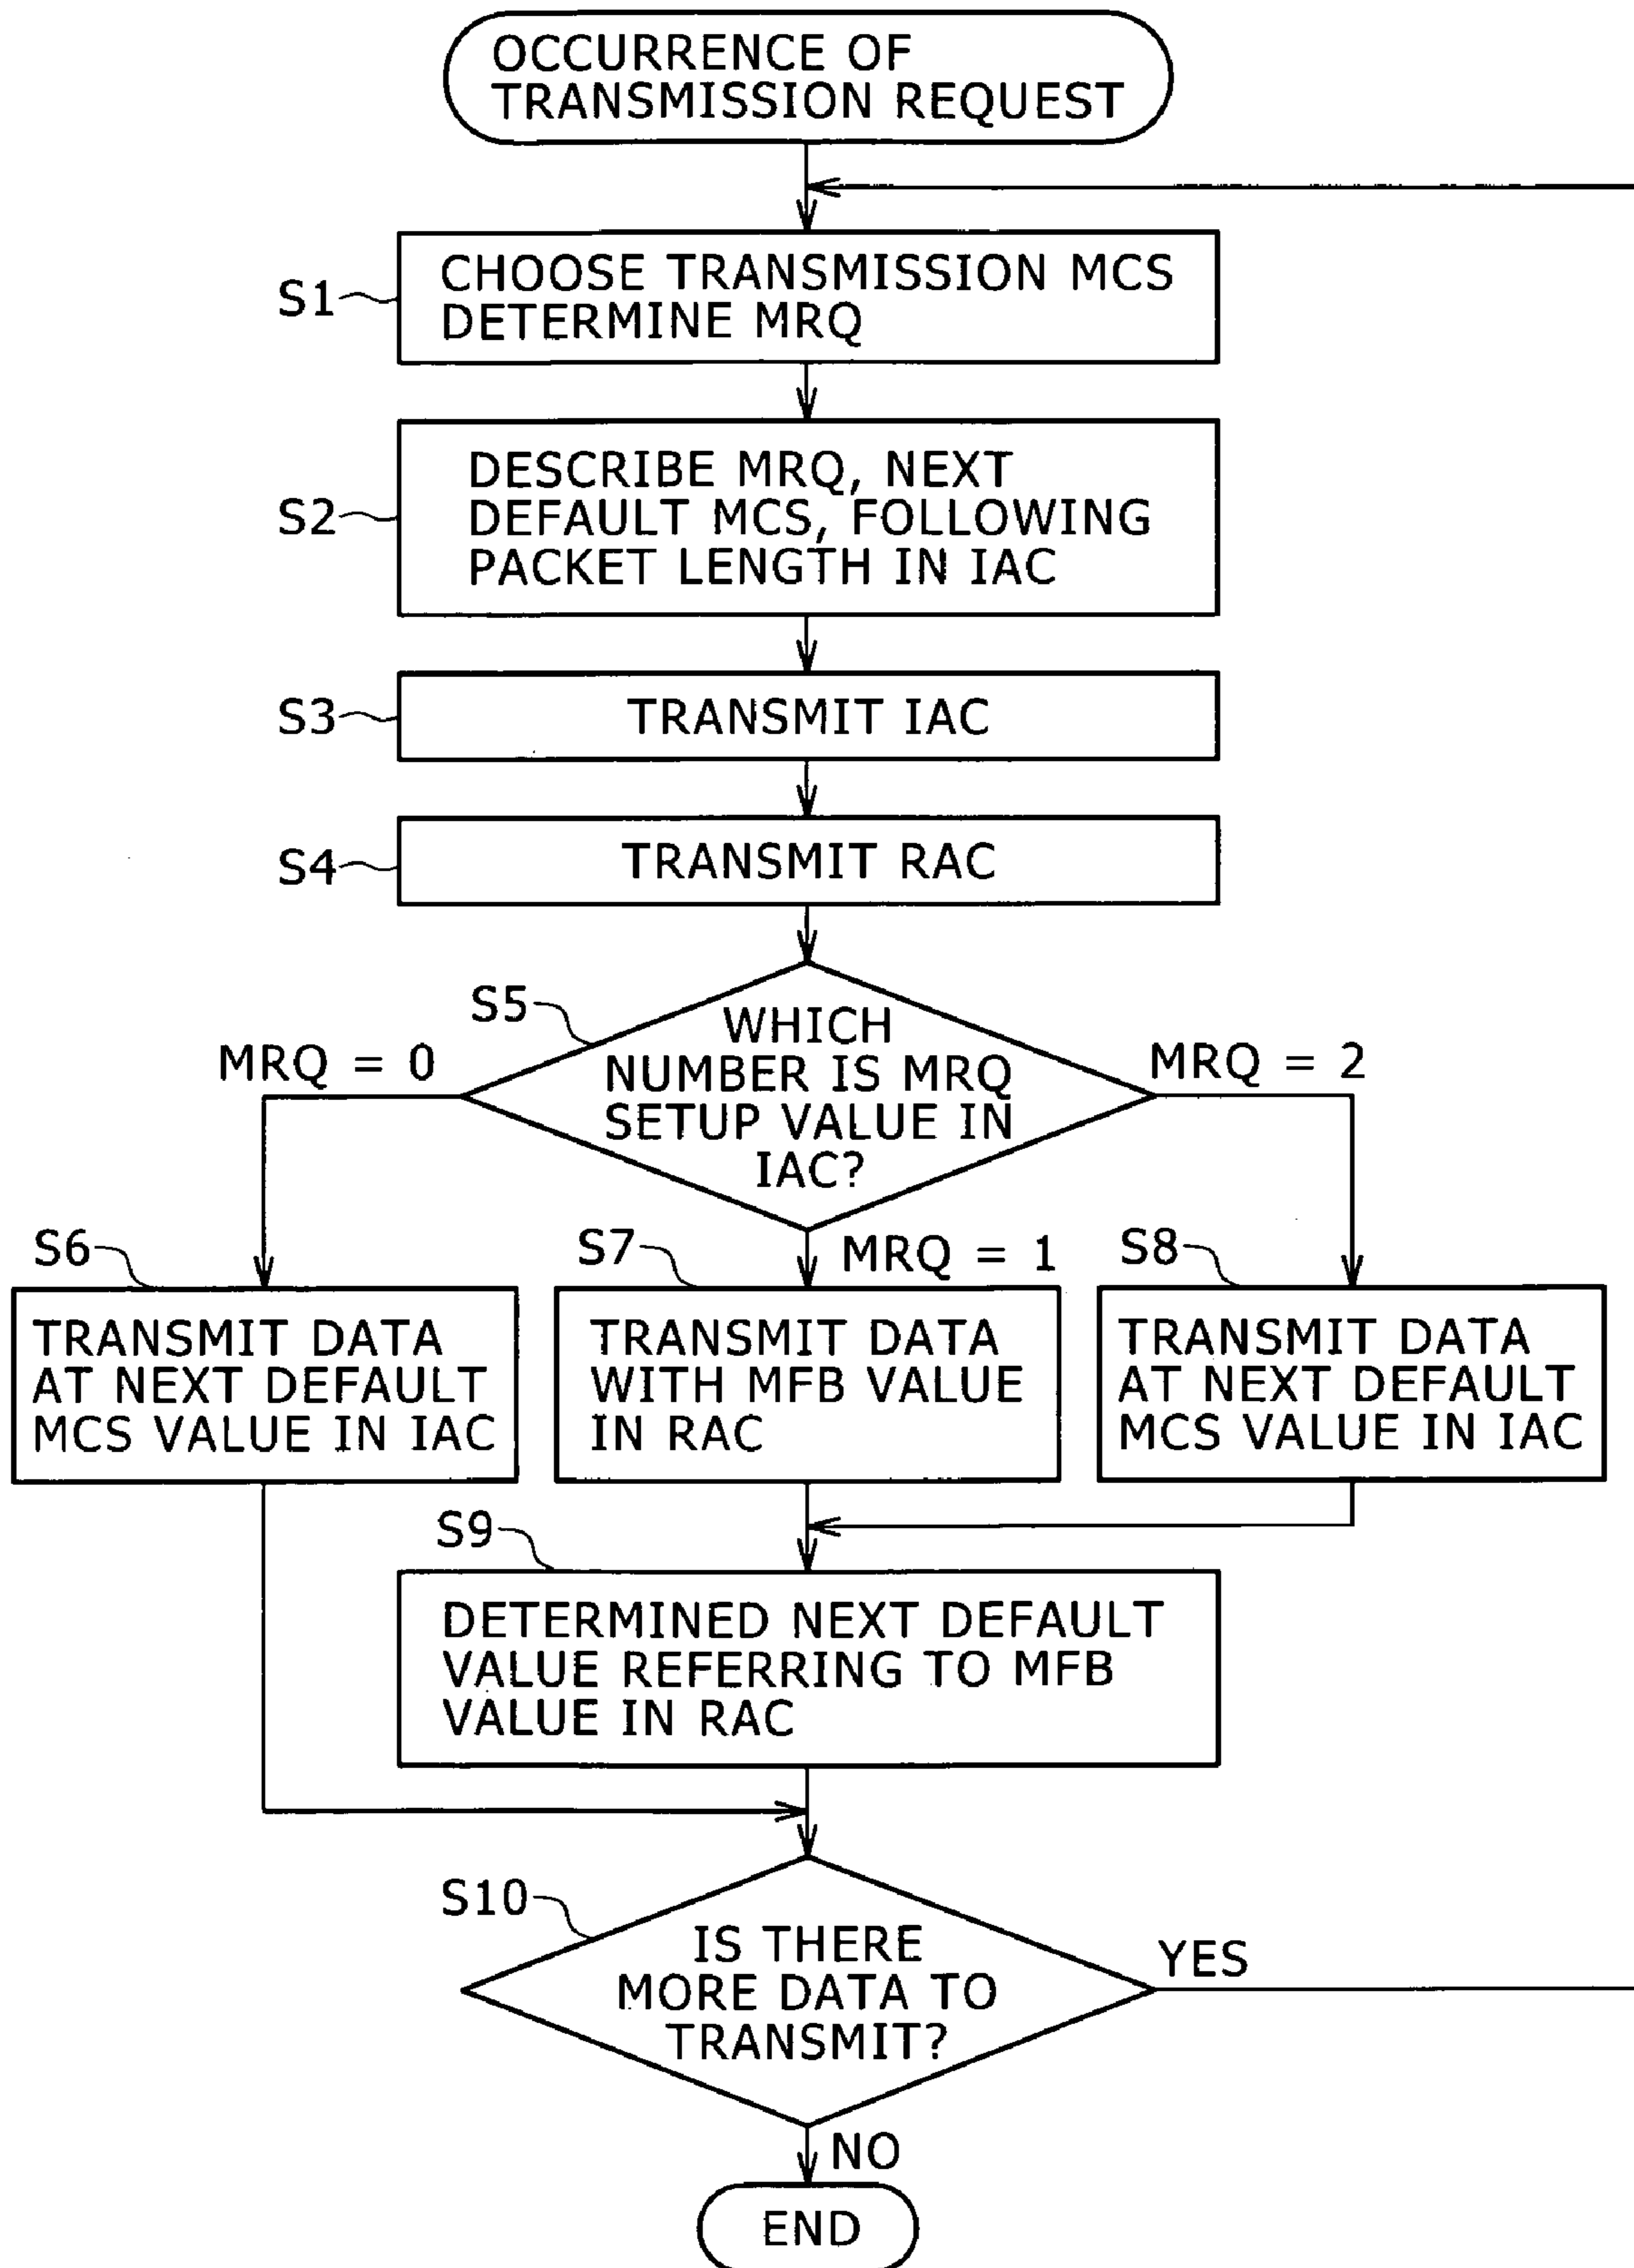 OCCURRENCE OF
TRANSMISSION REQUEST
S1
CHOOSE TRANSMISSION MCS
DETERMINE MRQ
S2
DESCRIBE MRQ, NEXT
DEFAULT MCS, FOLLOWING
PACKET LENGTH IN IAC
S3
TRANSMIT IAC
S4
TRANSMIT RAC
S5
WHICH
NUMBER IS MRQ
SETUP VALUE IN
IAC?
MRQ = 0
MRQ = 2
MRQ = 1
S6
TRANSMIT DATA
AT NEXT DEFAULT
MCS VALUE IN IAC
S7
TRANSMIT DATA
WITH MFB VALUE
IN RAC
S8
TRANSMIT DATA
AT NEXT DEFAULT
MCS VALUE IN IAC
S9
DETERMINED NEXT DEFAULT
VALUE REFERRING TO MFB
VALUE IN RAC
S10
IS THERE
MORE DATA TO
TRANSMIT?
YES
NO
END